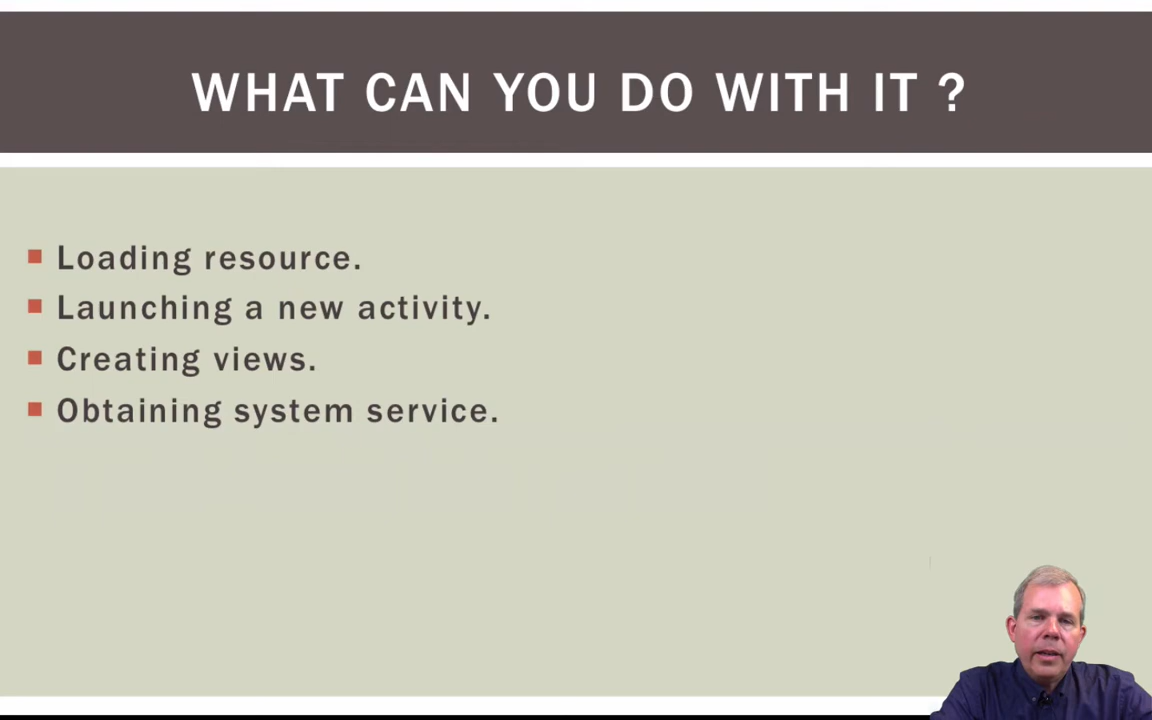 WHAT CAN YOU DO WITH IT ?
Loading resource.
Launching a new activity.
Creating views.
Obtaining system service.